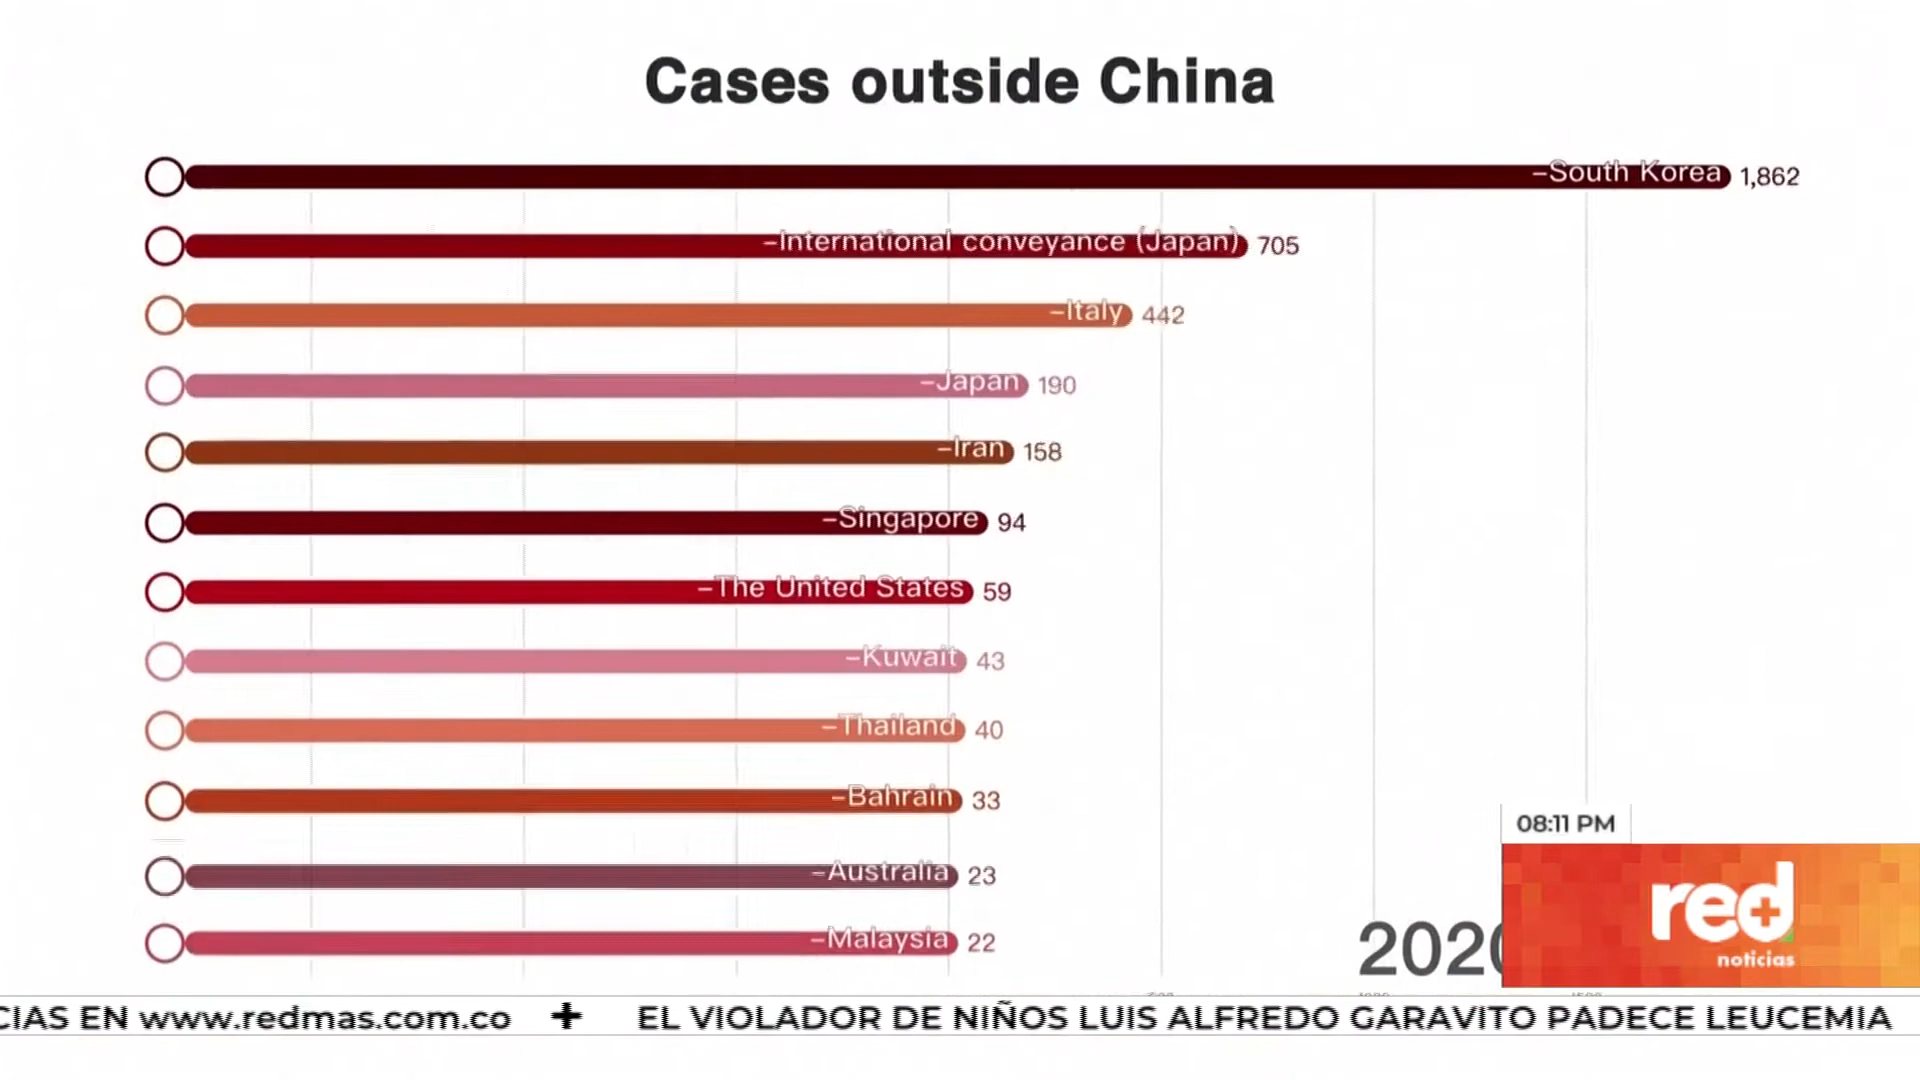 Cases outside China
–South Korea 1,862
–International conveyance (Japan) 705
–Italy 442
–Japan 190
–Iran 158
–Singapore 94
–The United States 59
–Kuwait 43
–Thailand 40
–Bahrain 33
–Australia 23
–Malaysia 22
08:11 PM
2020
red+
noticias
CIAS EN www.redmas.com.co + EL VIOLADOR DE NIÑOS LUIS ALFREDO GARAVITO PADECE LEUCEMIA